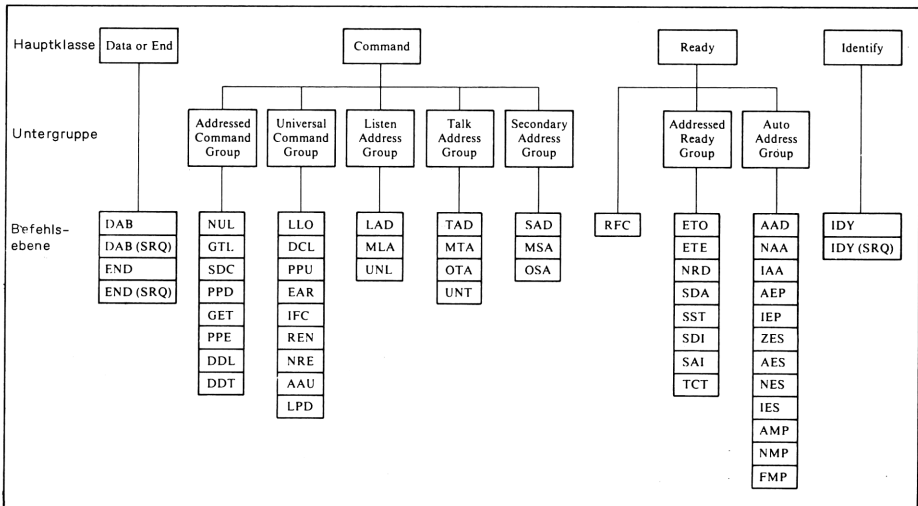 Hauptklasse
Data or End
Command
Ready
Identify
Untergruppe
Addressed
Command
Group
Universal
Command
Group
Listen
Address
Group
Talk
Address
Group
Secondary
Address
Group
Addressed
Ready
Group
Auto
Address
Group
Befehls-
ebene
DAB
DAB (SRQ)
END
END (SRQ)
NUL
GTL
SDC
PPD
GET
PPE
DDL
DDT
LLO
DCL
PPU
EAR
IFC
REN
NRE
AAU
LPD
LAD
MLA
UNL
TAD
MTA
OTA
UNT
SAD
MSA
OSA
RFC
ETO
ETE
NRD
SDA
SST
SDI
SAI
TCT
AAD
NAA
IAA
AEP
IEP
ZES
AES
NES
IES
AMP
NMP
FMP
IDY
IDY (SRQ)